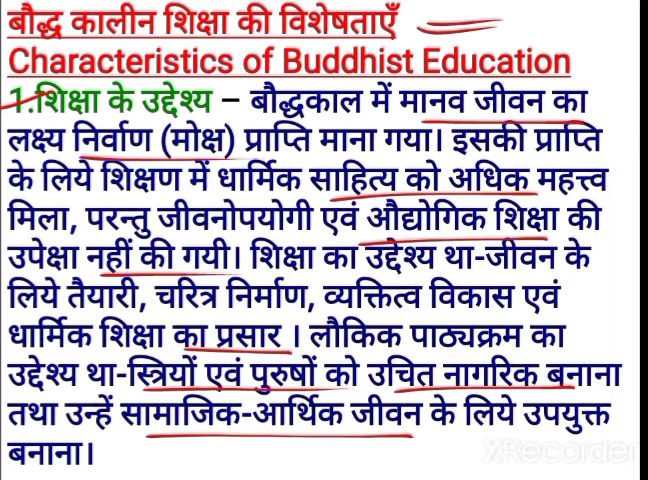 बौद्ध कालीन शिक्षा की विशेषताएँ
Characteristics of Buddhist Education
1.शिक्षा के उद्देश्य – बौद्धकाल में मानव जीवन का
लक्ष्य निर्वाण (मोक्ष) प्राप्ति माना गया। इसकी प्राप्ति
के लिये शिक्षण में धार्मिक साहित्य को अधिक महत्त्व
मिला, परन्तु जीवनोपयोगी एवं औद्योगिक शिक्षा की
उपेक्षा नहीं की गयी। शिक्षा का उद्देश्य था-जीवन के
लिये तैयारी, चरित्र निर्माण, व्यक्तित्व विकास एवं
धार्मिक शिक्षा का प्रसार । लौकिक पाठ्यक्रम का
उद्देश्य था-स्त्रियों एवं पुरुषों को उचित नागरिक बनाना
तथा उन्हें सामाजिक-आर्थिक जीवन के लिये उपयुक्त
बनाना।
XRecorder